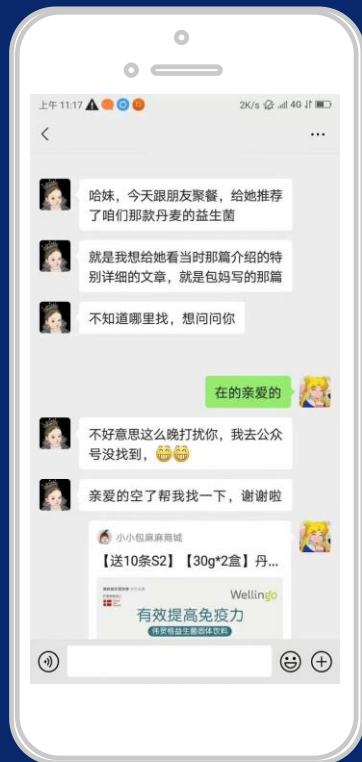 上午 11:17
2K/s
4G
哈妹，今天跟朋友聚餐，给她推荐
了咱们那款丹麦的益生菌
就是我想给她看当时那篇介绍的特
别详细的文章，就是包妈写的那篇
不知道哪里找，想问问你
在的亲爱的
不好意思这么晚打扰你，我去公众
号没找到，
亲爱的空了帮我找一下，谢谢啦
小小包麻麻商城
【送10条S2】【30g*2盒】丹...
Wellingo
有效提高免疫力
伟灵格益生菌固体饮料